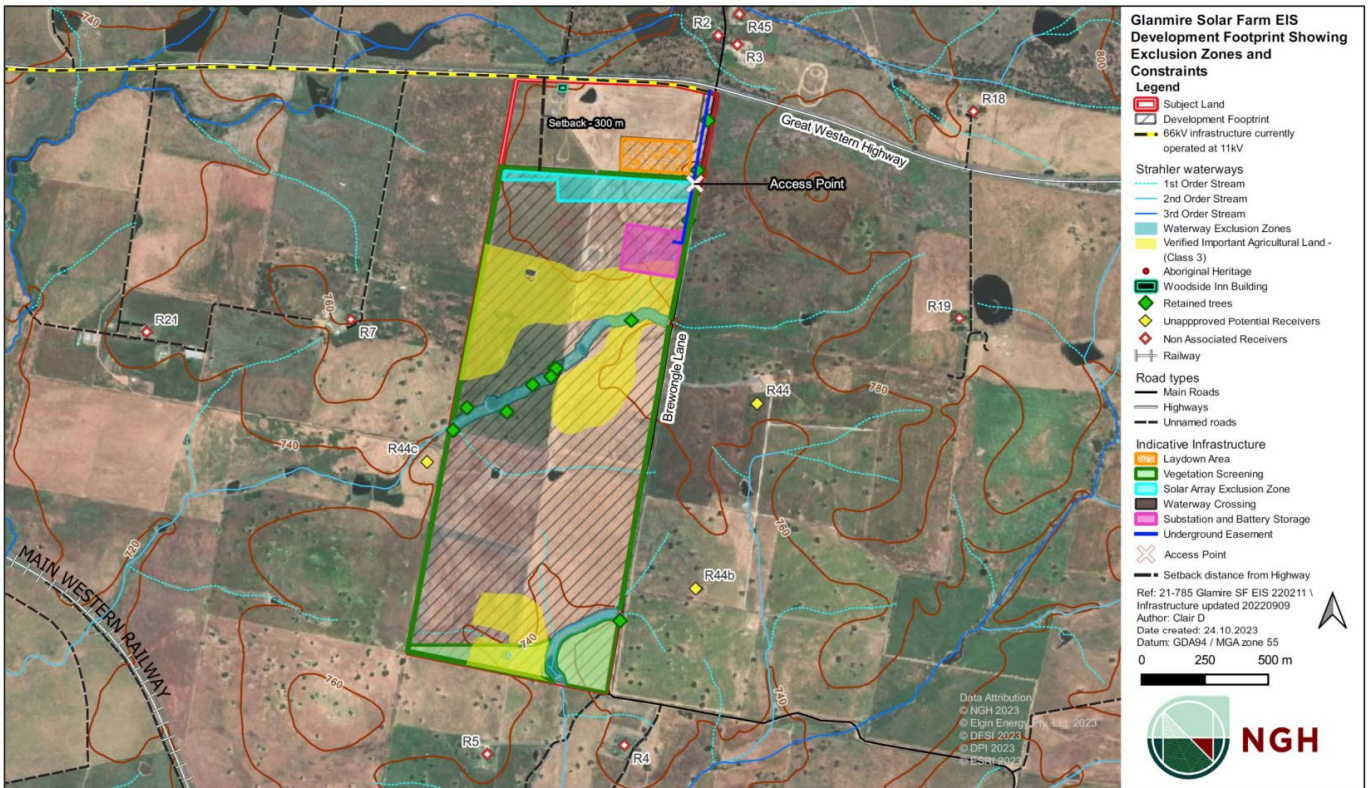 Glanmire Solar Farm EIS
Development Footprint Showing
Exclusion Zones and
Constraints
Legend
Subject Land
Development Footprint
66kV infrastructure currently
operated at 11kV
Strahler waterways
1st Order Stream
2nd Order Stream
3rd Order Stream
Waterway Exclusion Zones
Verified Important Agricultural Land -
(Class 3)
Aboriginal Heritage
Woodside Inn Building
Retained trees
Unappproved Potential Receivers
Non Associated Receivers
Railway
Road types
Main Roads
Highways
Unnamed roads
Indicative Infrastructure
Laydown Area
Vegetation Screening
Solar Array Exclusion Zone
Waterway Crossing
Substation and Battery Storage
Underground Easement
Access Point
Setback distance from Highway
Ref: 21-785 Glamire SF EIS 220211 \
Infrastructure updated 20220909
Author: Clair D
Date created: 24.10.2023
Datum: GDA94 / MGA zone 55
0 250 500 m
NGH
740
R2
R45
R3
800
R18
Setback - 300 m
Great Western Highway
Access Point
R21
760
R7
R19
Brewongle Lane
R44
780
740
R44c
760
720
MAIN WESTERN RAILWAY
R44b
740
760
740
R5
R4
Data Attribution
© NGH 2023
© Elgin Energy Pty. Ltd, 2023
© DFSI 2023
© DPI 2023
© ESRI 2023